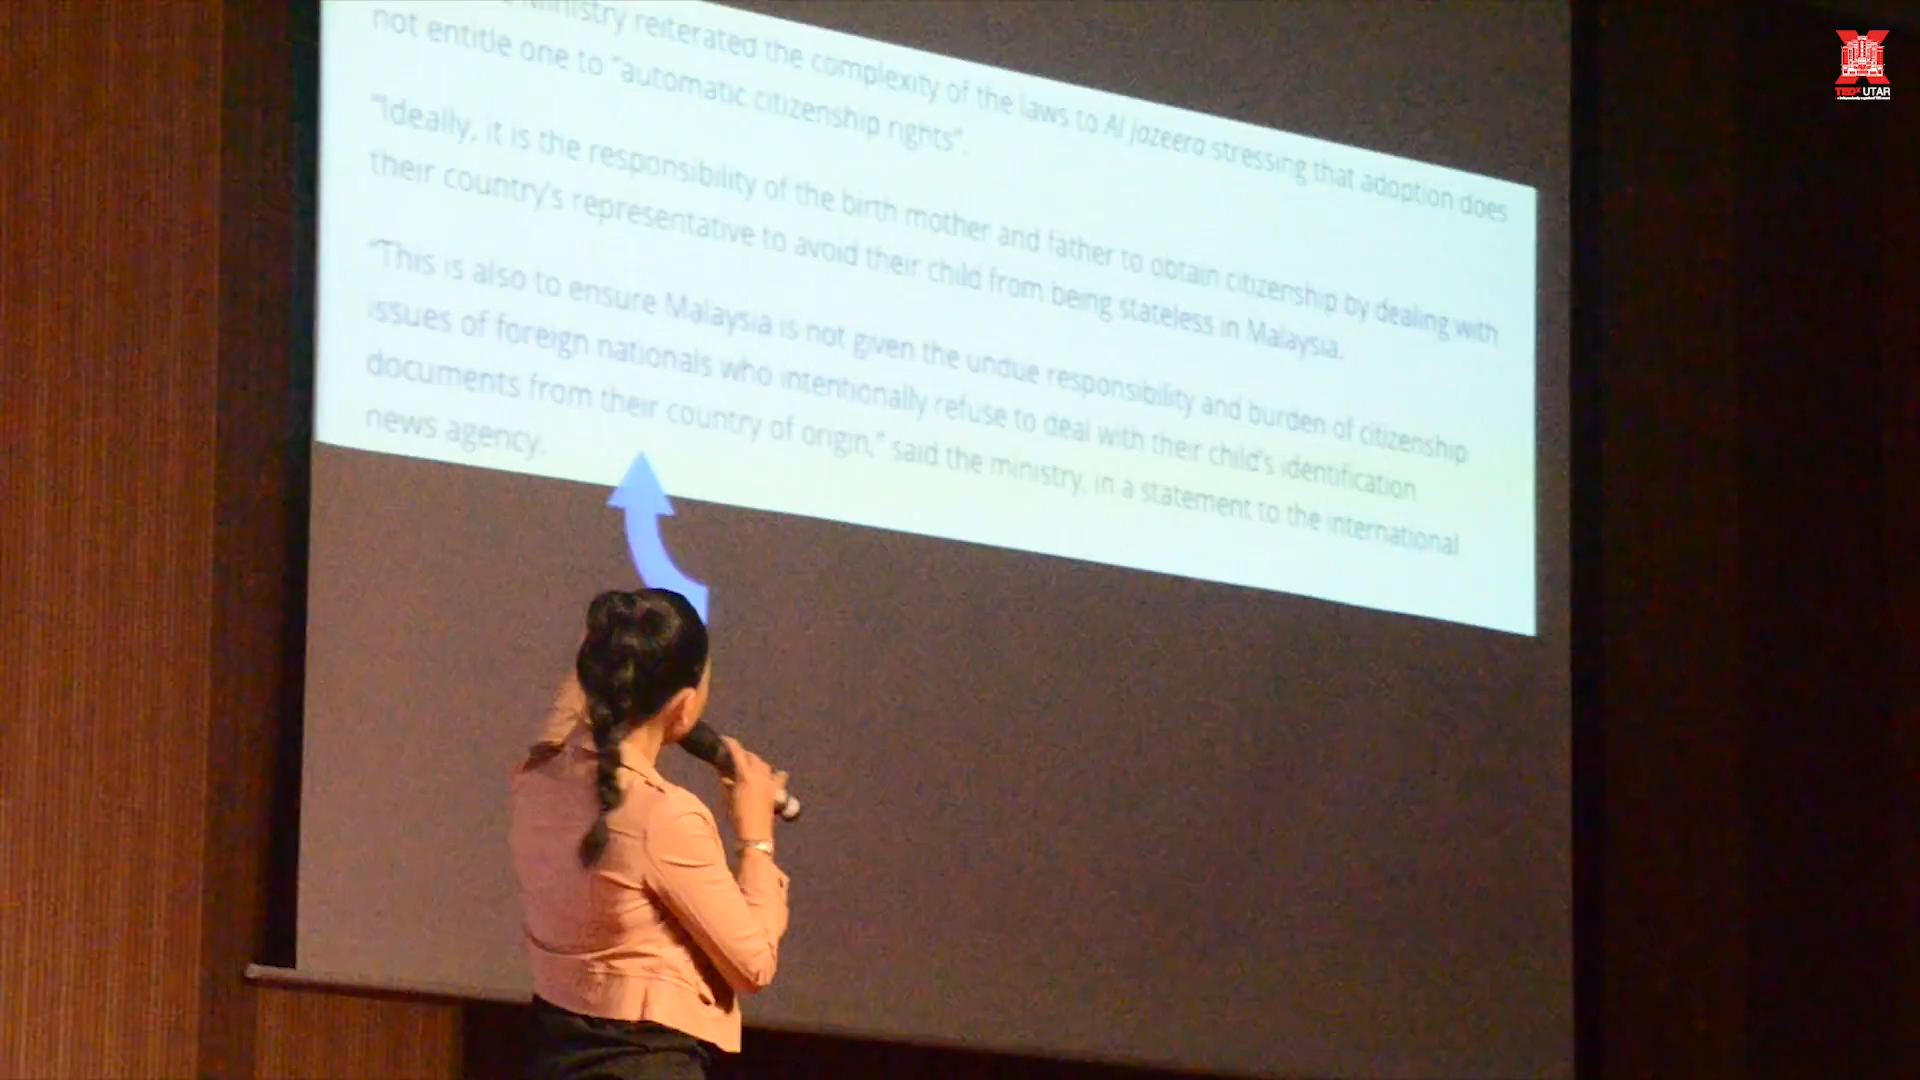 Ministry reiterated the complexity of the laws to Al Jazeera stressing that adoption does
not entitle one to "automatic citizenship rights".
"Ideally, it is the responsibility of the birth mother and father to obtain citizenship by dealing with
their country's representative to avoid their child from being stateless in Malaysia.
"This is also to ensure Malaysia is not given the undue responsibility and burden of citizenship
issues of foreign nationals who intentionally refuse to deal with their child's identification
documents from their country of origin," said the ministry, in a statement to the international
news agency.
TEDx UTAR